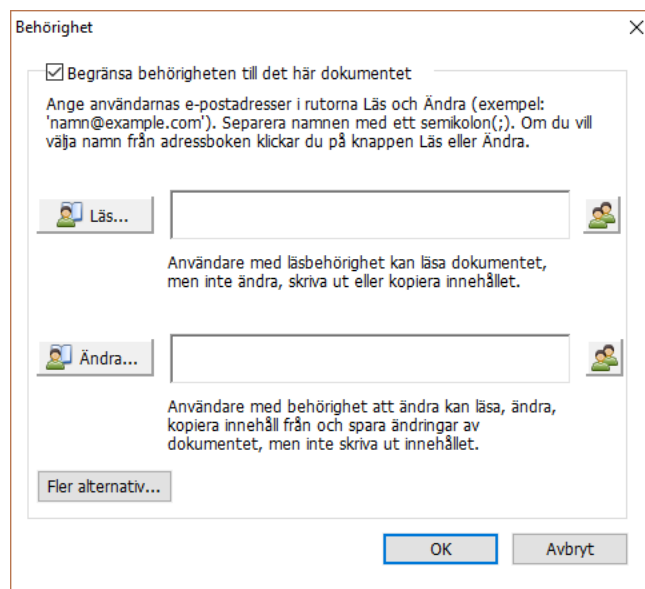 Behörighet
Begränsa behörigheten till det här dokumentet
Ange användarnas e-postadresser i rutorna Läs och Ändra (exempel:
'namn@example.com'). Separera namnen med ett semikolon(;). Om du vill
välja namn från adressboken klickar du på knappen Läs eller Ändra.
Läs...
Användare med läsbehörighet kan läsa dokumentet,
men inte ändra, skriva ut eller kopiera innehållet.
Ändra...
Användare med behörighet att ändra kan läsa, ändra,
kopiera innehåll från och spara ändringar av
dokumentet, men inte skriva ut innehållet.
Fler alternativ...
OK
Avbryt